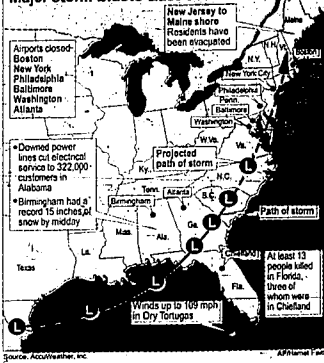 New Jersey to
Maine shore
Residents have
been evacuated
Maine
Airports closed:
Boston
New York
Philadelphia
Baltimore
Washington
Atlanta
N.H.
Vt.
Boston
N.Y.
New York City
Philadelphia
Penn.
Baltimore
Washington
W.Va.
Va.
• Downed power
lines cut electrical
service to 322,000
customers in
Alabama
• Birmingham had a
record 15 inches of
snow by midday
Projected
path of storm
Ky.
N.C.
Tenn.
Atlanta
Birmingham
S.C.
Path of storm
Miss.
Ala.
Ga.
La.
Texas
Chiefland
Fla.
At least 13
people killed
in Florida,
three of
whom were
in Chiefland
L
L
L
L
L
L
L
L
Winds up to 109 mph
in Dry Tortugas
Source: AccuWeather, Inc.